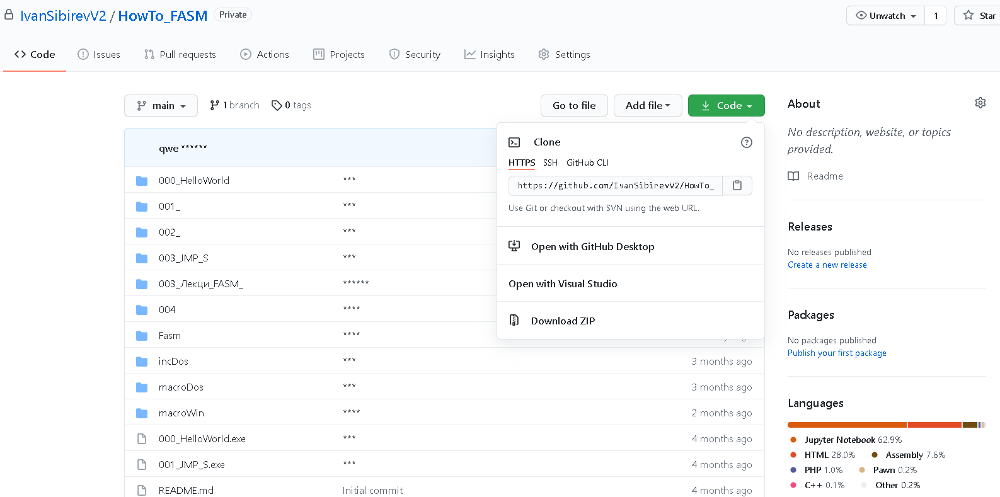 IvanSibirevV2 / HowTo_FASM Private
Unwatch 1 Star
Code Issues Pull requests Actions Projects Security Insights Settings
main 1 branch 0 tags Go to file Add file Code
qwe ******
000_HelloWorld ***
001_ ***
002_ ***
003_JMP_S ***
003_Лекци_FASM_ ******
004 ****
Fasm ****
incDos *** 3 months ago
macroDos *** 3 months ago
macroWin **** 2 months ago
000_HelloWorld.exe *** 4 months ago
001_JMP_S.exe *** 4 months ago
README.md Initial commit 4 months ago
Clone
HTTPS SSH GitHub CLI
https://github.com/IvanSibirevV2/HowTo_
Use Git or checkout with SVN using the web URL.
Open with GitHub Desktop
Open with Visual Studio
Download ZIP
About
No description, website, or topics
provided.
Readme
Releases
No releases published
Create a new release
Packages
No packages published
Publish your first package
Languages
Jupyter Notebook 62.9%
HTML 28.0% Assembly 7.6%
PHP 1.0% Pawn 0.2%
C++ 0.1% Other 0.2%